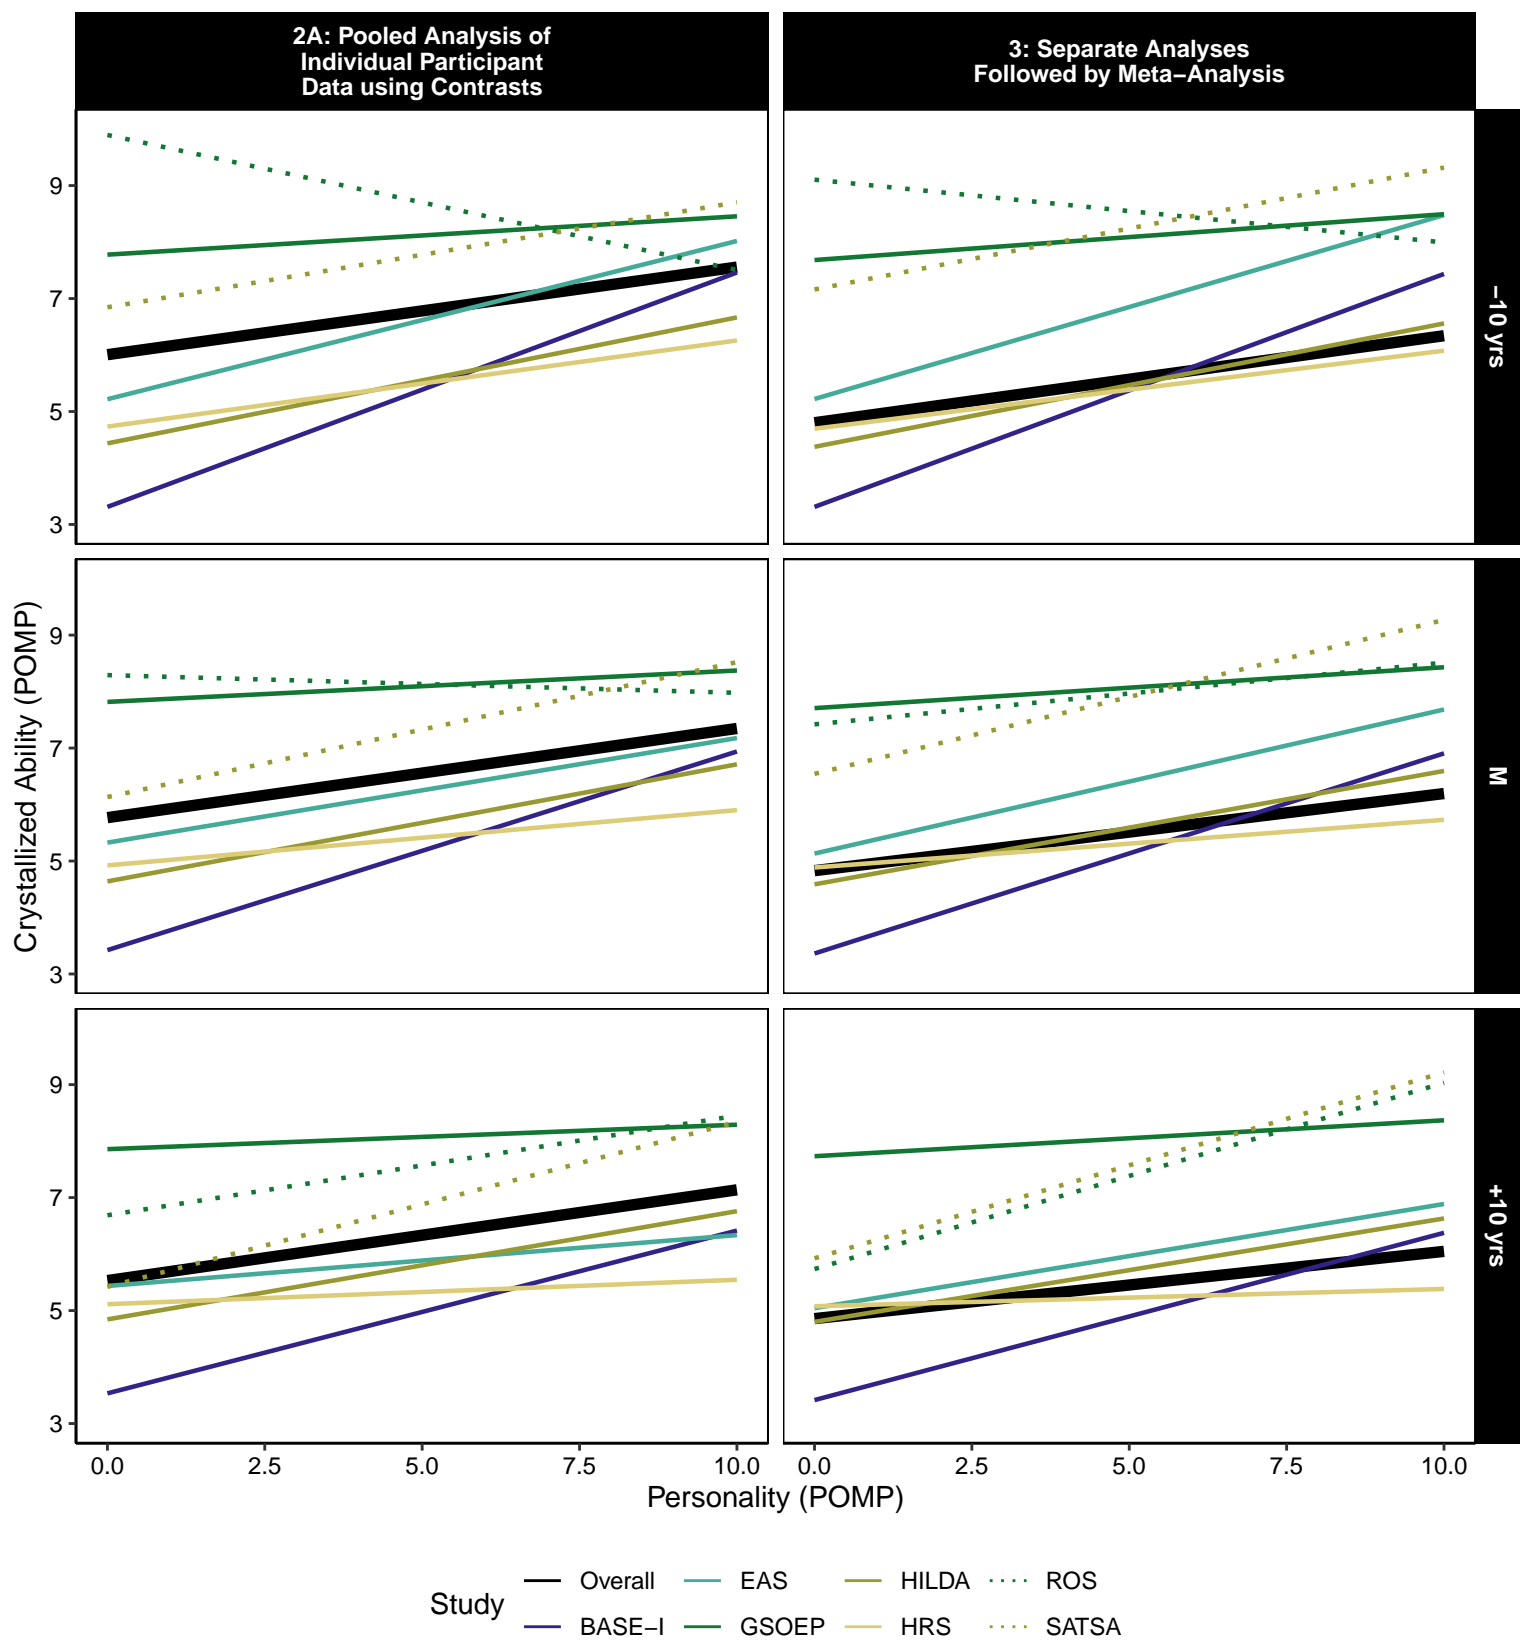 2A: Pooled Analysis of
Individual Participant
Data using Contrasts
3: Separate Analyses
Followed by Meta−Analysis
9
7
5
3
−10 yrs
9
7
5
3
M
9
7
5
3
+10 yrs
Crystallized Ability (POMP)
0.0 2.5 5.0 7.5 10.0 0.0 2.5 5.0 7.5 10.0
Personality (POMP)
Study
Overall EAS HILDA ROS
BASE−I GSOEP HRS SATSA